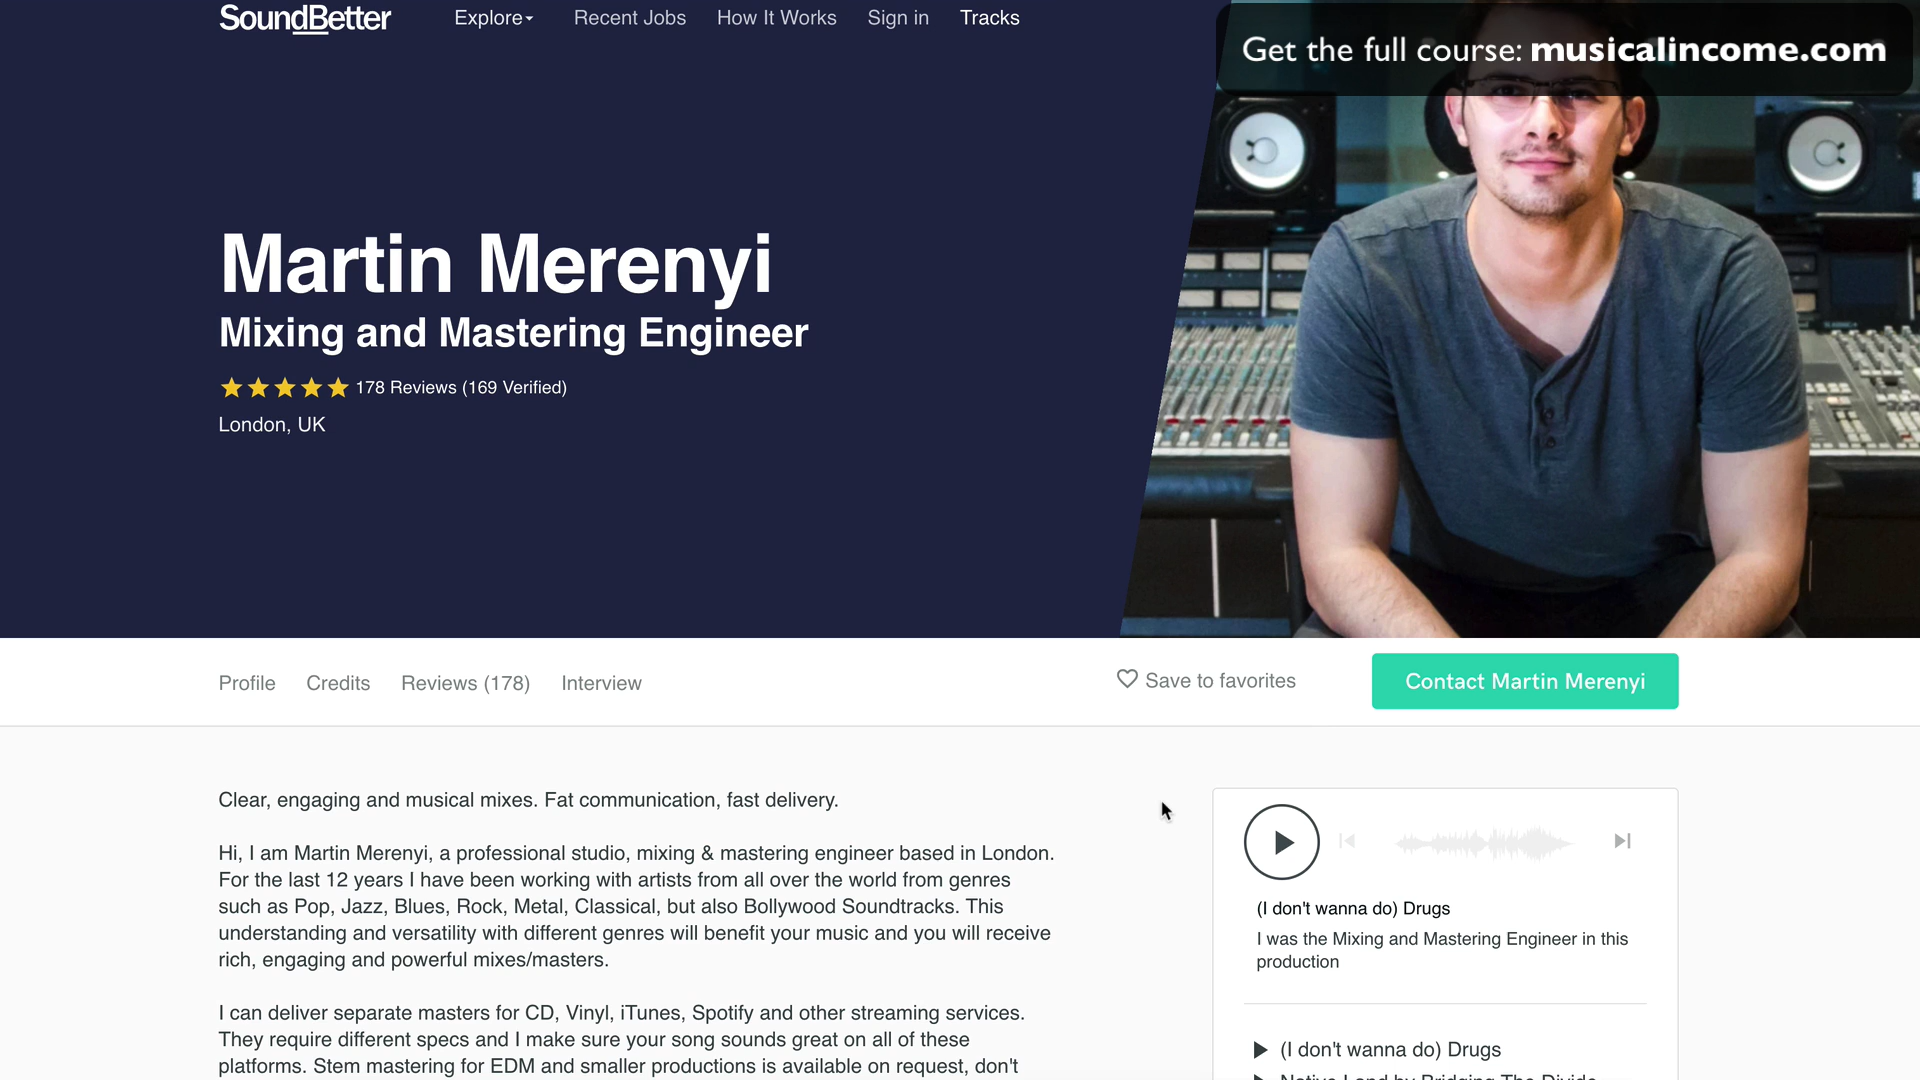 SoundBetter
Explore
Recent Jobs
How It Works
Sign in
Tracks
Get the full course: musicalincome.com
Martin Merenyi
Mixing and Mastering Engineer
178 Reviews (169 Verified)
London, UK
Profile
Credits
Reviews (178)
Interview
Save to favorites
Contact Martin Merenyi
Clear, engaging and musical mixes. Fat communication, fast delivery.
Hi, I am Martin Merenyi, a professional studio, mixing & mastering engineer based in London.
For the last 12 years I have been working with artists from all over the world from genres
such as Pop, Jazz, Blues, Rock, Metal, Classical, but also Bollywood Soundtracks. This
understanding and versatility with different genres will benefit your music and you will receive
rich, engaging and powerful mixes/masters.
I can deliver separate masters for CD, Vinyl, iTunes, Spotify and other streaming services.
They require different specs and I make sure your song sounds great on all of these
platforms. Stem mastering for EDM and smaller productions is available on request, don't
(I don't wanna do) Drugs
I was the Mixing and Mastering Engineer in this
production
(I don't wanna do) Drugs
Native Land by Bridging The Divide